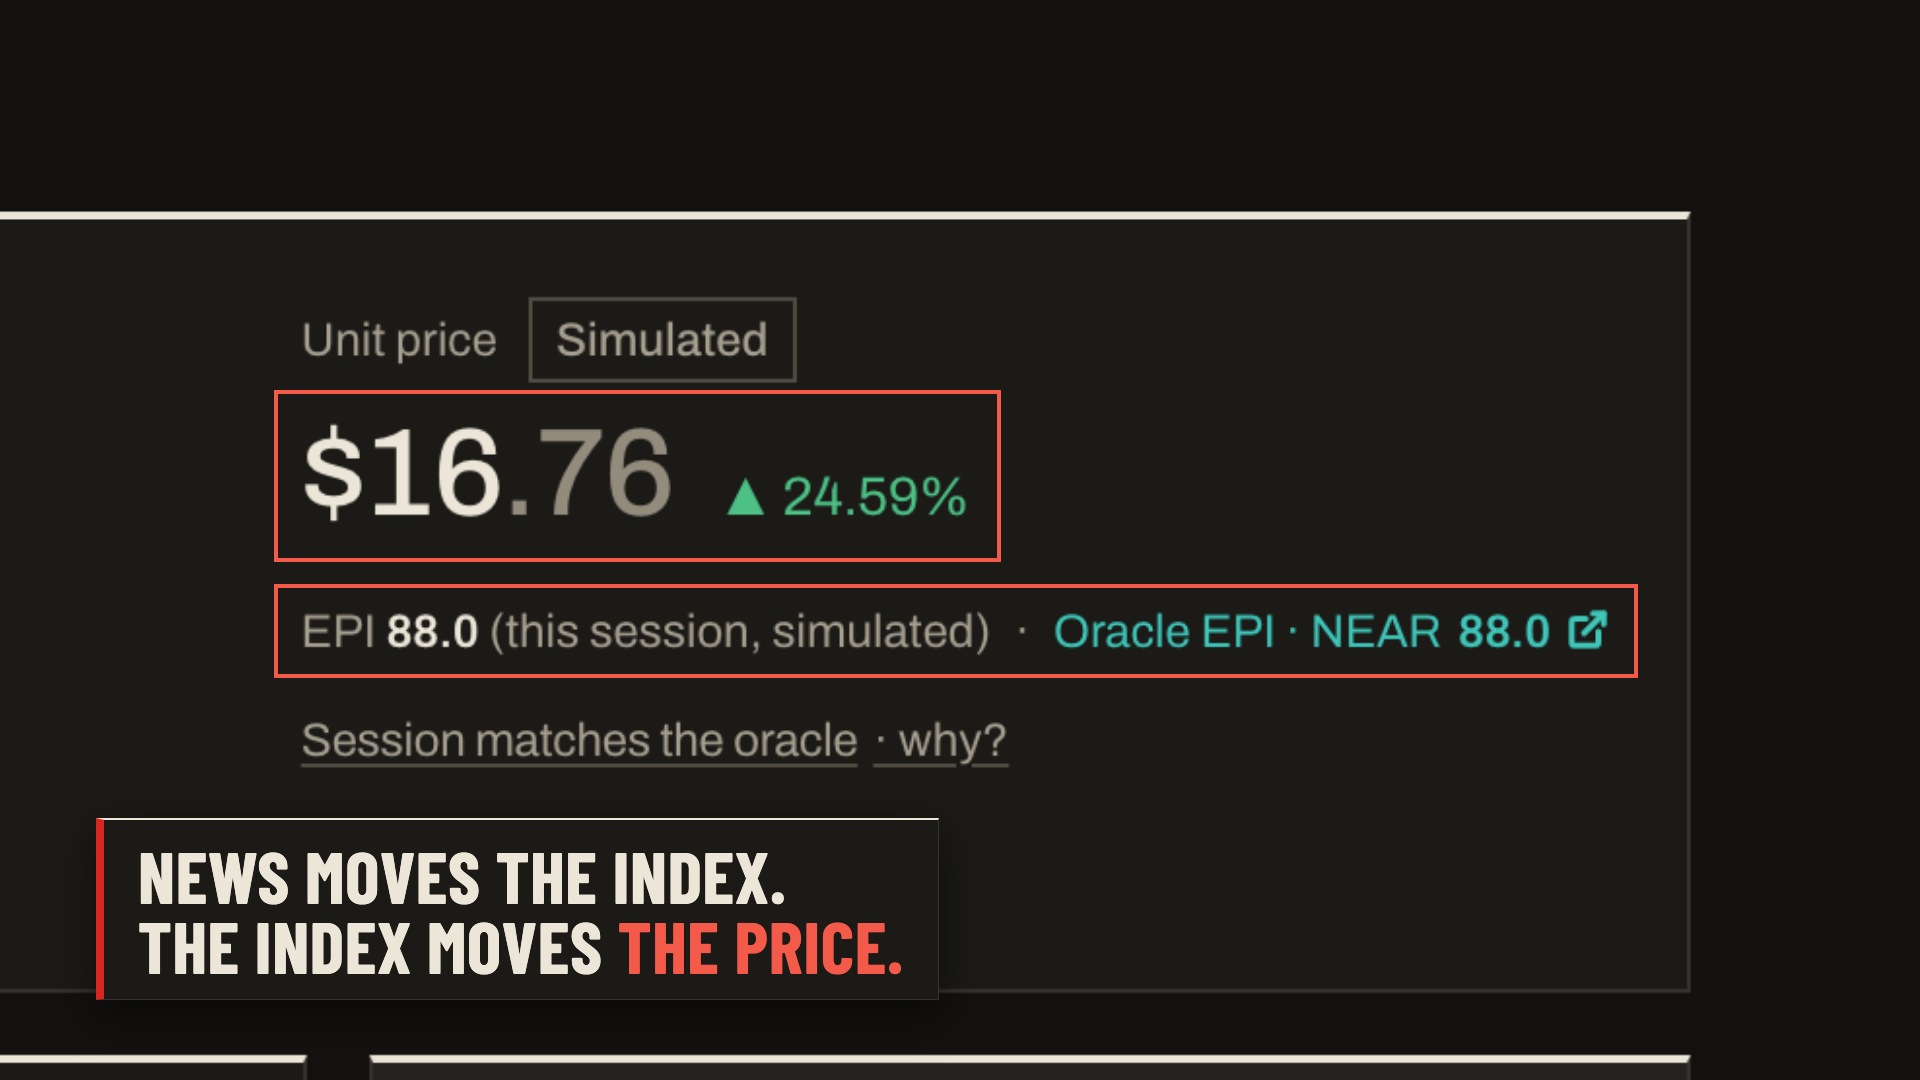 Unit price Simulated
$16.76 ▲ 24.59%
EPI 88.0 (this session, simulated) · Oracle EPI · NEAR 88.0
Session matches the oracle · why?
NEWS MOVES THE INDEX.
THE INDEX MOVES THE PRICE.